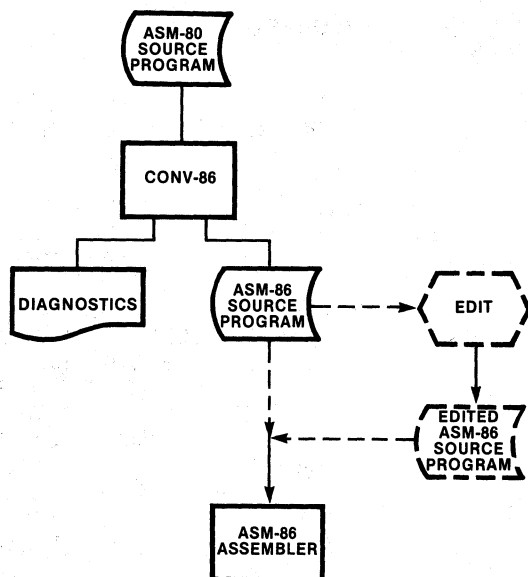 ASM-80
SOURCE
PROGRAM
CONV-86
DIAGNOSTICS
ASM-86
SOURCE
PROGRAM
EDIT
EDITED
ASM-86
SOURCE
PROGRAM
ASM-86
ASSEMBLER